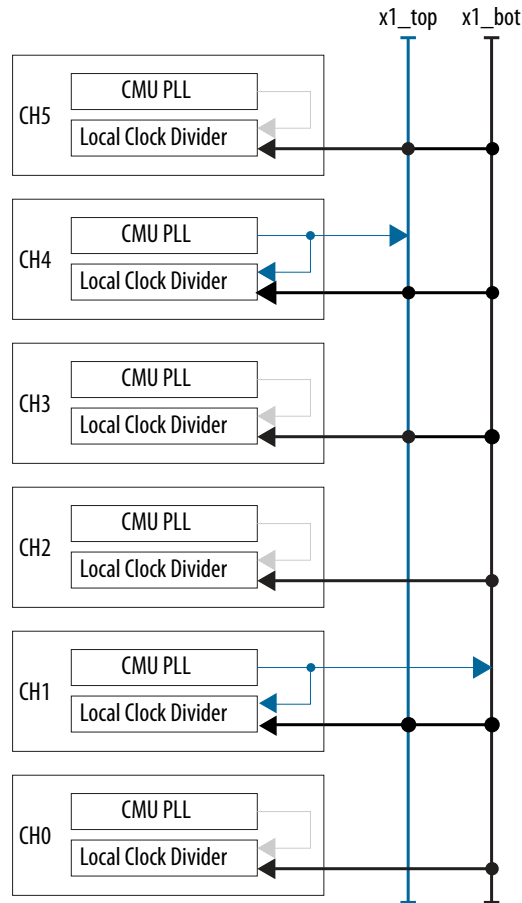 x1_top x1_bot
CMU PLL
CH5
Local Clock Divider
CMU PLL
CH4
Local Clock Divider
CMU PLL
CH3
Local Clock Divider
CMU PLL
CH2
Local Clock Divider
CMU PLL
CH1
Local Clock Divider
CMU PLL
CH0
Local Clock Divider